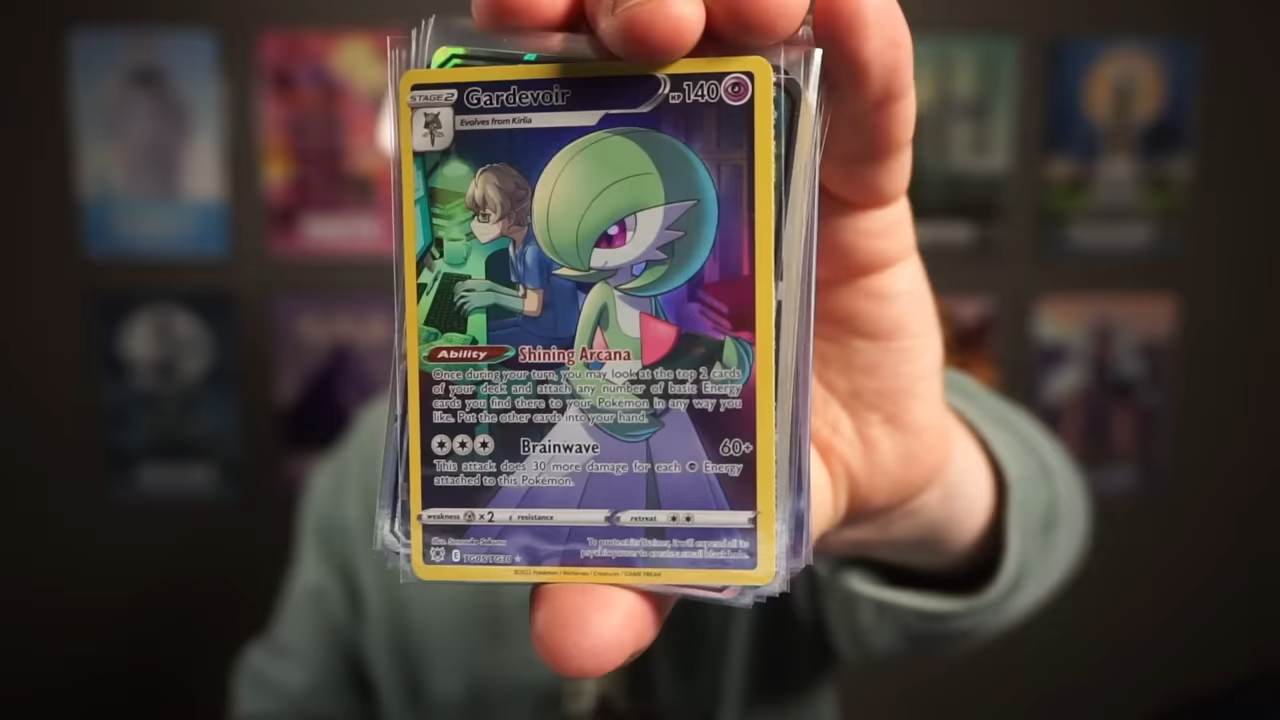 STAGE 2 Gardevoir HP 140
Evolves from Kirlia
Ability Shining Arcana
Once during your turn, you may look at the top 2 cards
of your deck and attach any number of basic Energy
cards you find there to your Pokémon in any way you
like. Put the other cards into your hand.
Brainwave 60+
This attack does 30 more damage for each Energy
attached to this Pokémon.
weakness ×2 resistance retreat
To protect its Trainer, it will expend all its
psychic power to create a small black hole.
Illus.
E TG05/TG30
©2022 Pokémon / Nintendo / Creatures / GAME FREAK